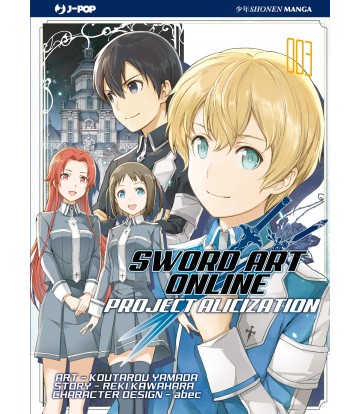 J-POP
少年SHONEN MANGA
003
SWORD ART
ONLINE
PROJECT ALICIZATION
ART - KOUTAROU YAMADA
STORY - REKI KAWAHARA
CHARACTER DESIGN - abec